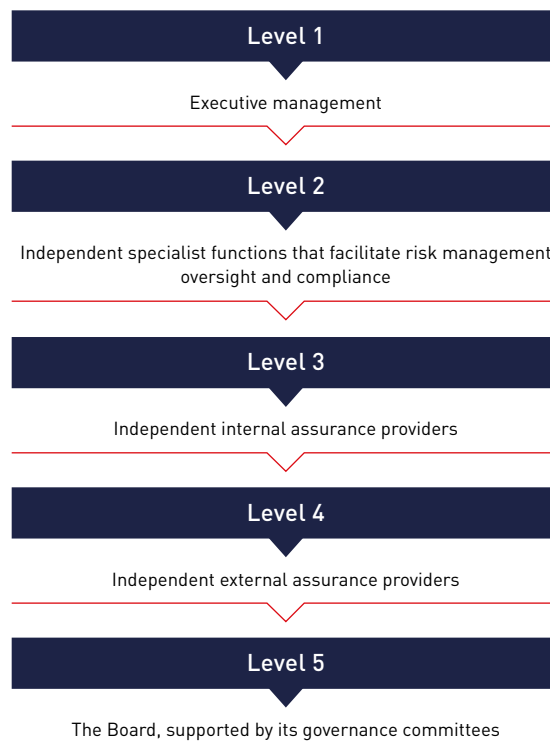 Level 1
Executive management
Level 2
Independent specialist functions that facilitate risk management
oversight and compliance
Level 3
Independent internal assurance providers
Level 4
Independent external assurance providers
Level 5
The Board, supported by its governance committees